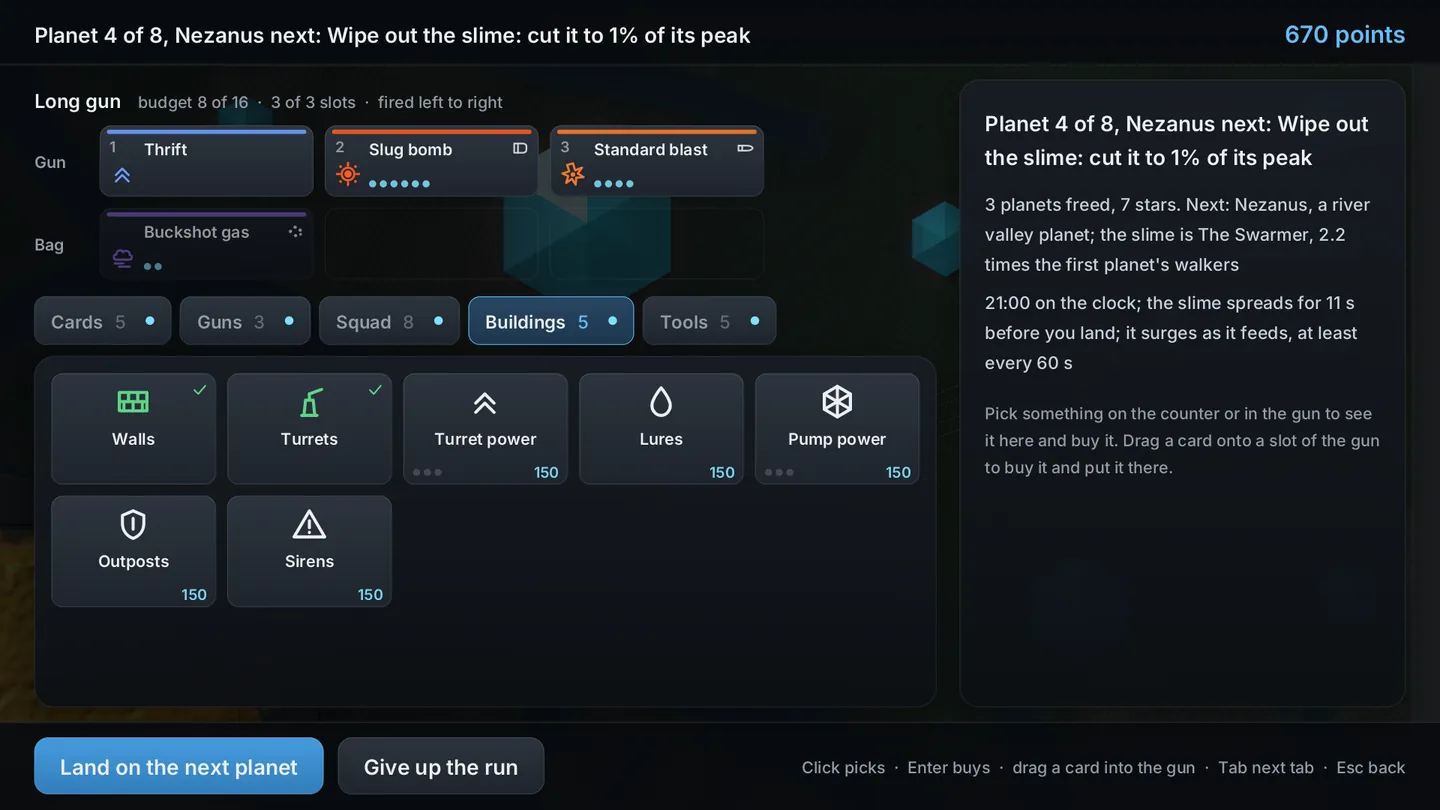 Planet 4 of 8, Nezanus next: Wipe out the slime: cut it to 1% of its peak
670 points
Long gun budget 8 of 16 · 3 of 3 slots · fired left to right
Gun
1 Thrift
2 Slug bomb
3 Standard blast
Bag
Buckshot gas
Cards 5
Guns 3
Squad 8
Buildings 5
Tools 5
Walls
Turrets
Turret power
150
Lures
150
Pump power
150
Outposts
150
Sirens
150
Planet 4 of 8, Nezanus next: Wipe out
the slime: cut it to 1% of its peak
3 planets freed, 7 stars. Next: Nezanus, a river
valley planet; the slime is The Swarmer, 2.2
times the first planet's walkers
21:00 on the clock; the slime spreads for 11 s
before you land; it surges as it feeds, at least
every 60 s
Pick something on the counter or in the gun to see
it here and buy it. Drag a card onto a slot of the gun
to buy it and put it there.
Land on the next planet
Give up the run
Click picks · Enter buys · drag a card into the gun · Tab next tab · Esc back